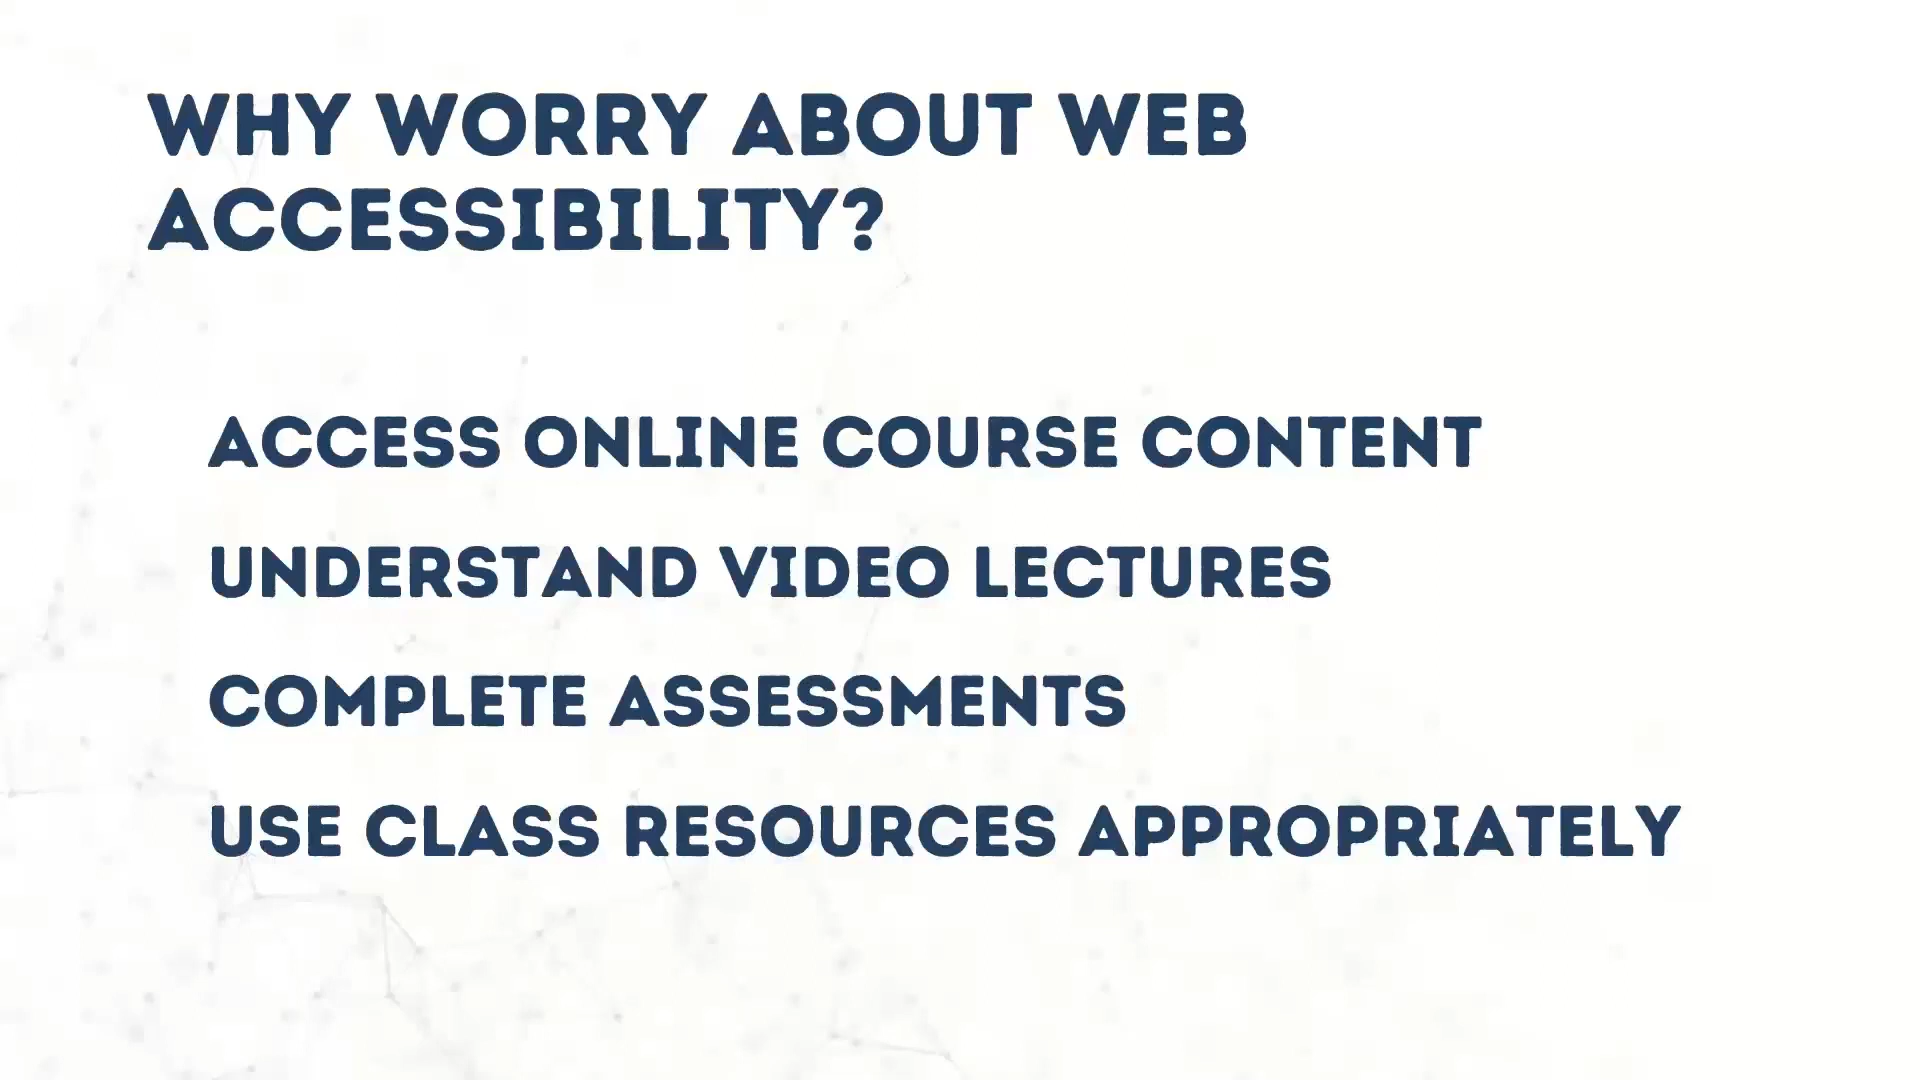 WHY WORRY ABOUT WEB
ACCESSIBILITY?
ACCESS ONLINE COURSE CONTENT
UNDERSTAND VIDEO LECTURES
COMPLETE ASSESSMENTS
USE CLASS RESOURCES APPROPRIATELY